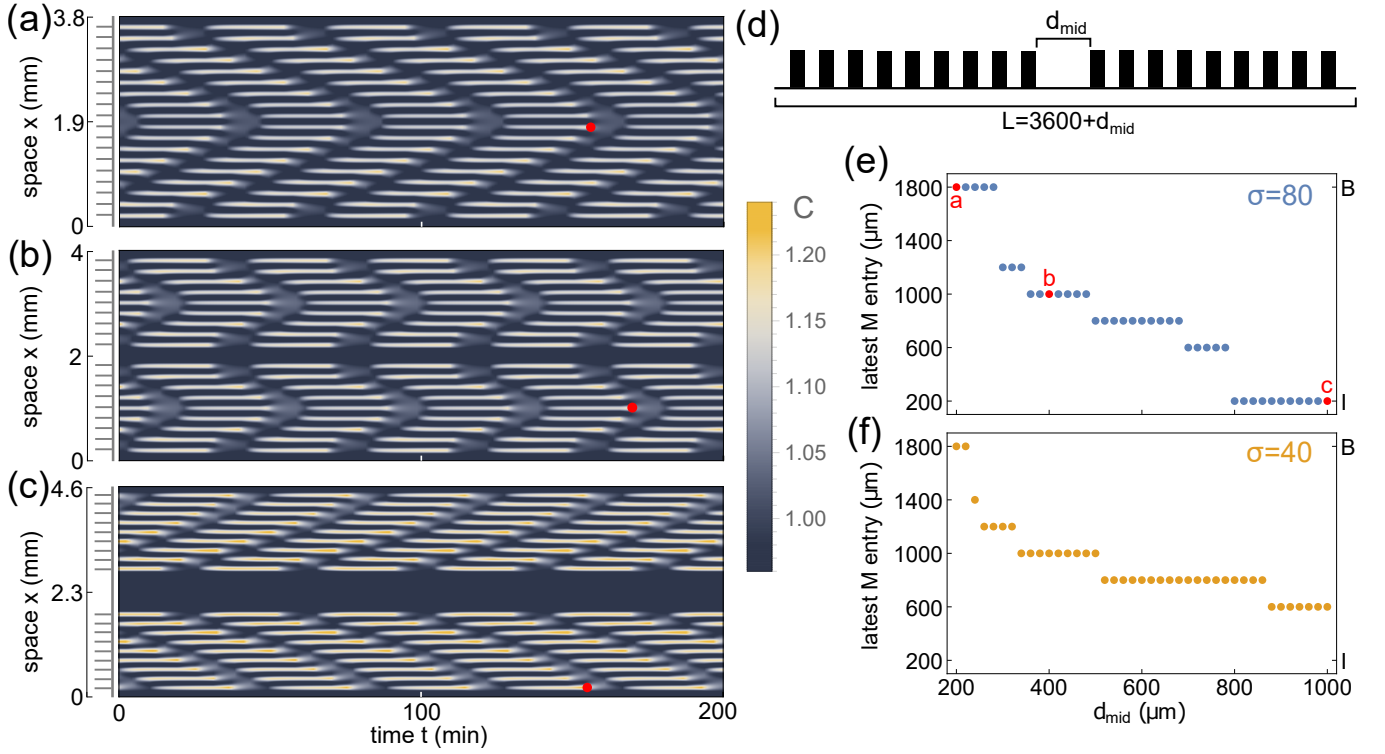 (a)
3.8
1.9
0
space x (mm)
(b)
4
2
0
space x (mm)
(c)
4.6
2.3
0
space x (mm)
0
100
200
time t (min)
C
1.20
1.15
1.10
1.05
1.00
(d)
d_mid
L=3600+d_mid
(e)
1800
1400
1000
600
200
latest M entry (μm)
σ=80
a
b
c
B
I
(f)
1800
1400
1000
600
200
latest M entry (μm)
σ=40
B
I
200
400
600
800
1000
d_mid (μm)